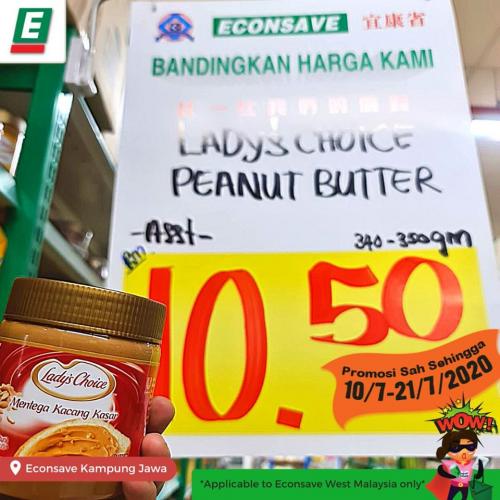 E
ECONSAVE 宜康省
BANDINGKAN HARGA KAMI
LADY'S CHOICE
PEANUT BUTTER
-Asst-
340-350gm
RM
10.50
Promosi Sah Sehingga
10/7-21/7/2020
WOW!
Lady's Choice
Mentega Kacang Kasar
Econsave Kampung Jawa
*Applicable to Econsave West Malaysia only*